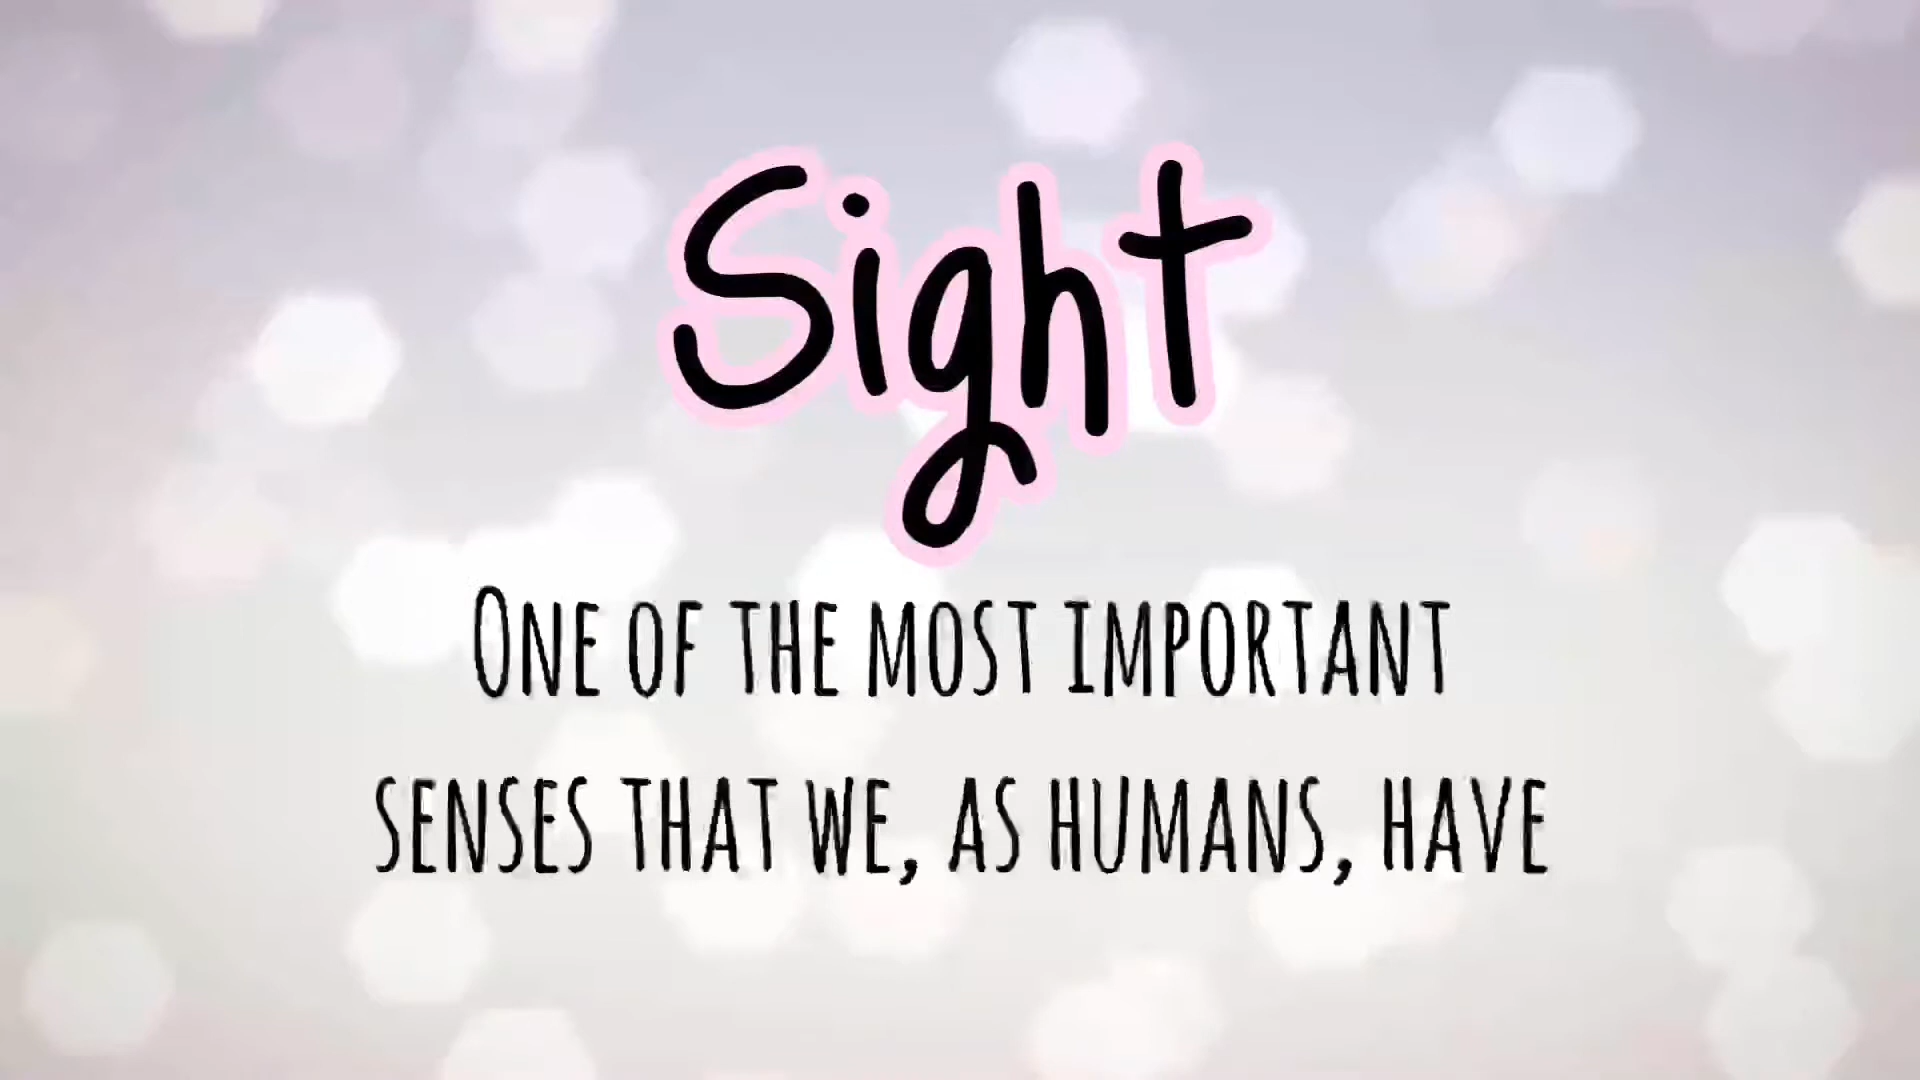 Sight
One of the most important
senses that we, as humans, have